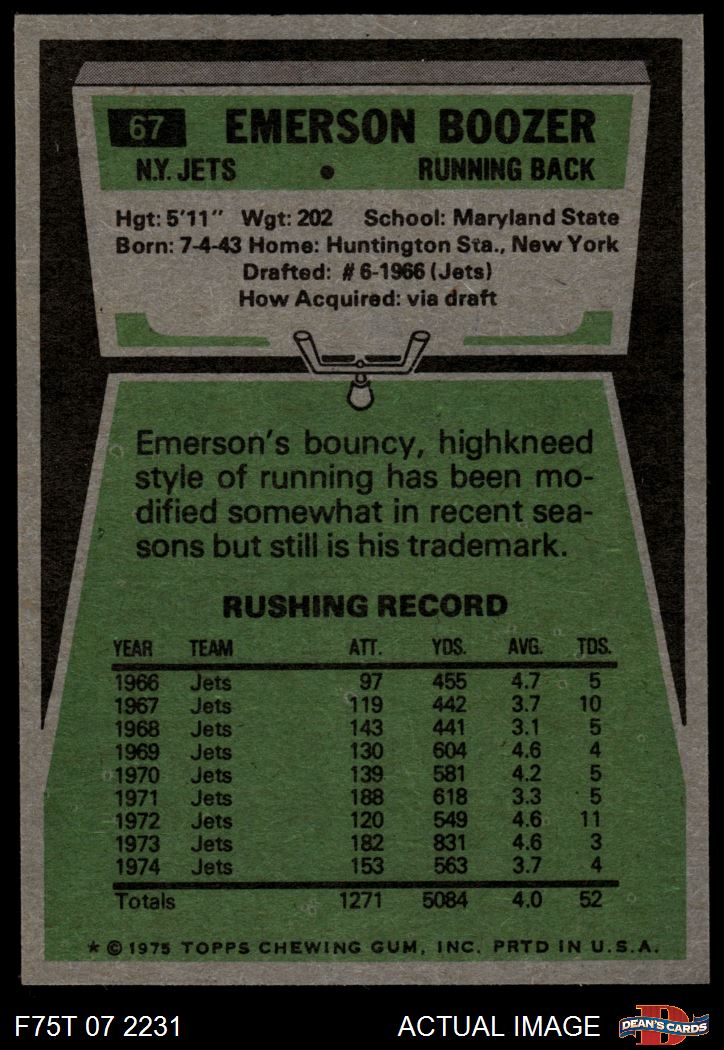 67 EMERSON BOOZER
N.Y. JETS • RUNNING BACK
Hgt: 5'11" Wgt: 202 School: Maryland State
Born: 7-4-43 Home: Huntington Sta., New York
Drafted: #6-1966 (Jets)
How Acquired: via draft
Emerson's bouncy, highkneed
style of running has been mo-
dified somewhat in recent sea-
sons but still is his trademark.
RUSHING RECORD
YEAR TEAM ATT. YDS. AVG. TDS.
1966 Jets 97 455 4.7 5
1967 Jets 119 442 3.7 10
1968 Jets 143 441 3.1 5
1969 Jets 130 604 4.6 4
1970 Jets 139 581 4.2 5
1971 Jets 188 618 3.3 5
1972 Jets 120 549 4.6 11
1973 Jets 182 831 4.6 3
1974 Jets 153 563 3.7 4
Totals 1271 5084 4.0 52
* © 1975 TOPPS CHEWING GUM, INC. PRTD IN U.S.A.
F75T 07 2231 ACTUAL IMAGE D DEAN'S CARDS